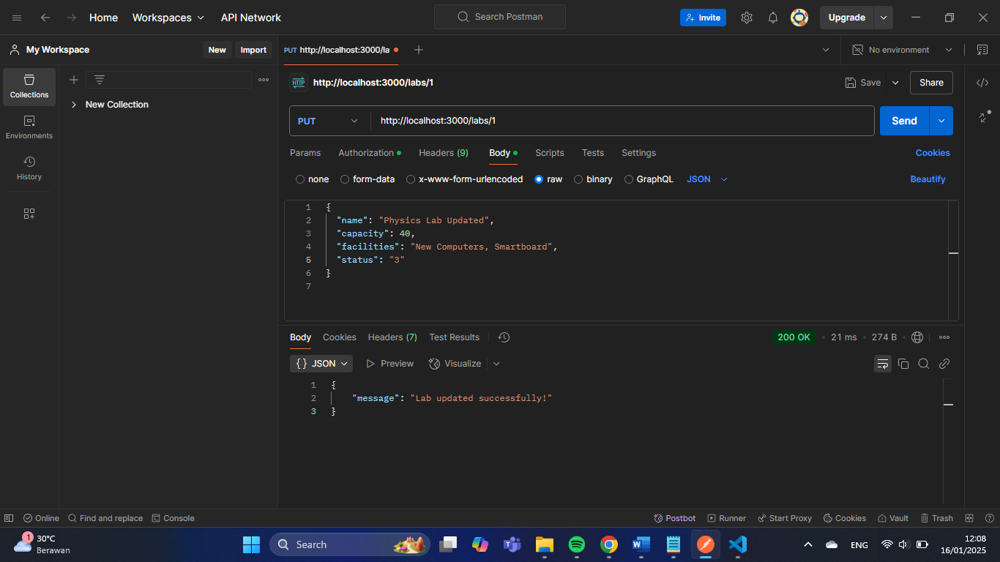 Home Workspaces API Network Search Postman Invite Upgrade
My Workspace New Import PUT http://localhost:3000/la No environment
Collections
Environments
History
New Collection
HTTP http://localhost:3000/labs/1 Save Share
PUT http://localhost:3000/labs/1 Send
Params Authorization Headers (9) Body Scripts Tests Settings Cookies
none form-data x-www-form-urlencoded raw binary GraphQL JSON Beautify
1 {
2 "name": "Physics Lab Updated",
3 "capacity": 40,
4 "facilities": "New Computers, Smartboard",
5 "status": "3"
6 }
7
Body Cookies Headers (7) Test Results 200 OK • 21 ms • 274 B
{} JSON Preview Visualize
1 {
2 "message": "Lab updated successfully!"
3 }
Online Find and replace Console Postbot Runner Start Proxy Cookies Vault Trash
1 30°C
Berawan
Search
ENG
12:08
16/01/2025